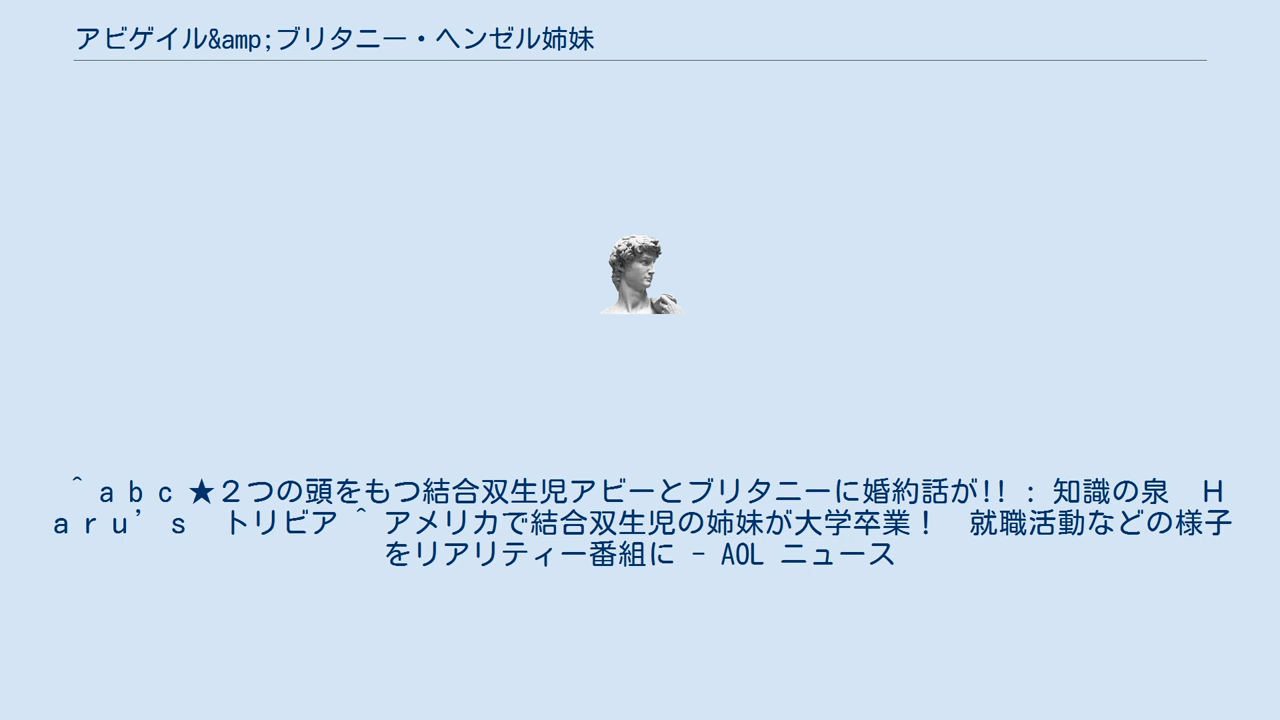 アビゲイル&amp;ブリタニー・ヘンゼル姉妹
^ a b c ★２つの頭をもつ結合双生児アビーとブリタニーに婚約話が!! : 知識の泉　Ｈ
ａｒｕ’ｓ　トリビア ^ アメリカで結合双生児の姉妹が大学卒業！　就職活動などの様子
をリアリティー番組に - AOL ニュース